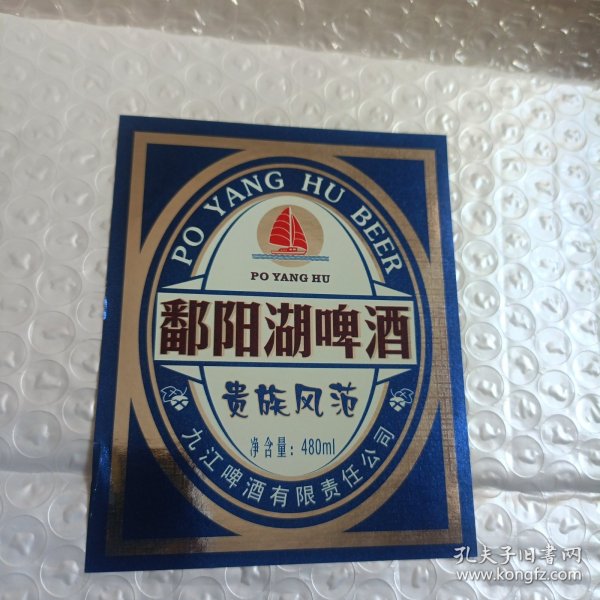 PO YANG HU BEER
PO YANG HU
鄱阳湖啤酒
贵族风范
净含量：480ml
九江啤酒有限责任公司
孔夫子旧书网
www.kongfz.com